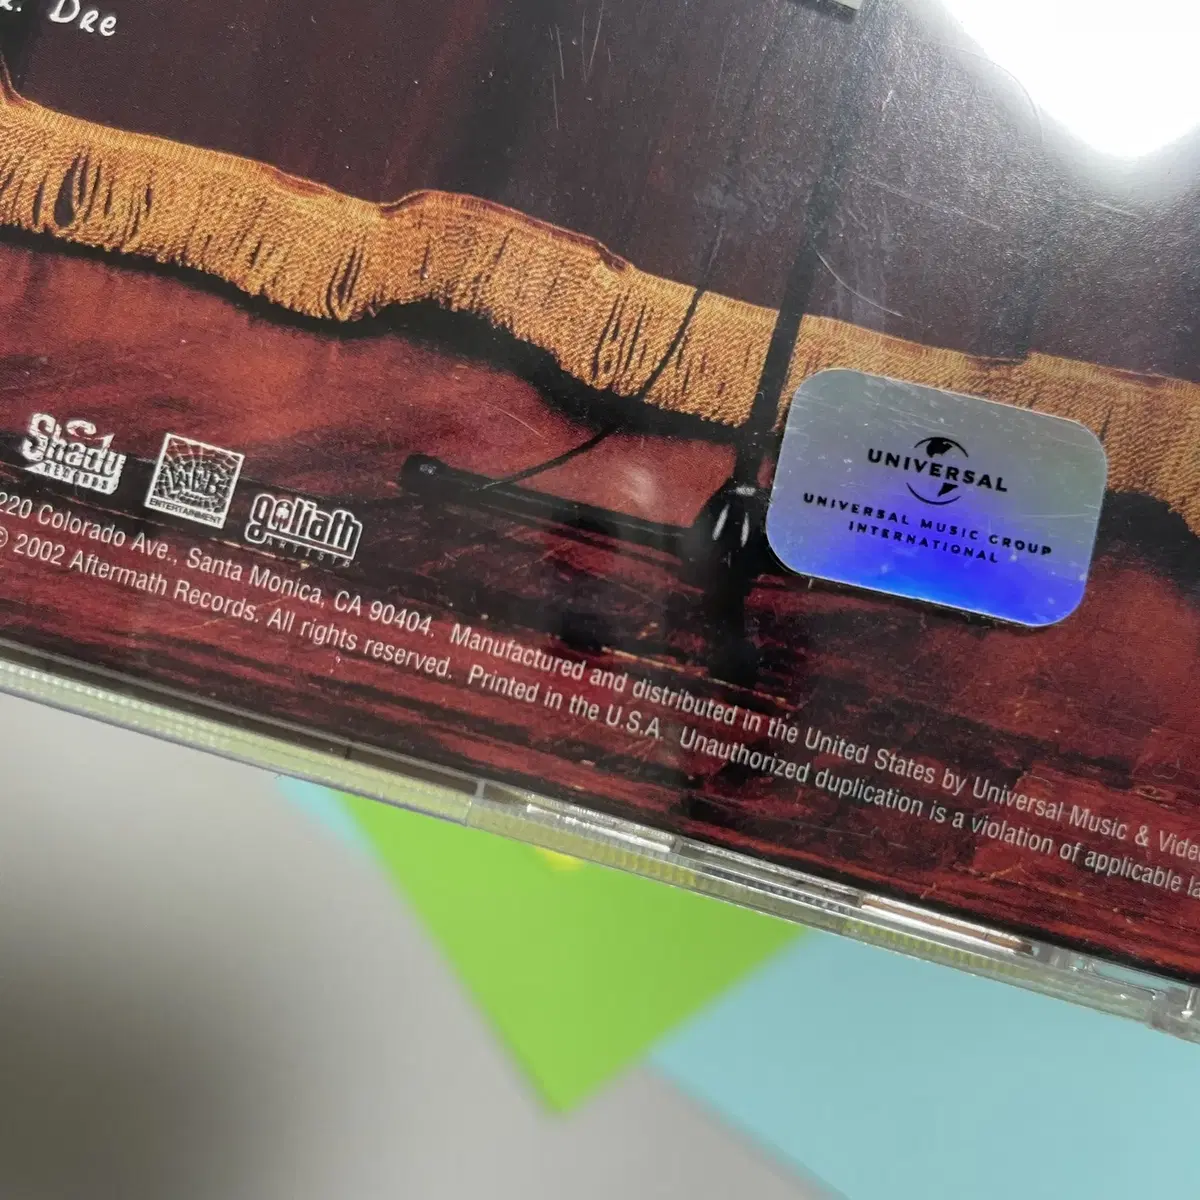 Dre
Shady
RECORDS
WEB
ENTERTAINMENT
goliath
ARTISTS
UNIVERSAL
UNIVERSAL MUSIC GROUP
INTERNATIONAL
220 Colorado Ave., Santa Monica, CA 90404. Manufactured and distributed in the United States by Universal Music & Vide
© 2002 Aftermath Records. All rights reserved. Printed in the U.S.A. Unauthorized duplication is a violation of applicable la